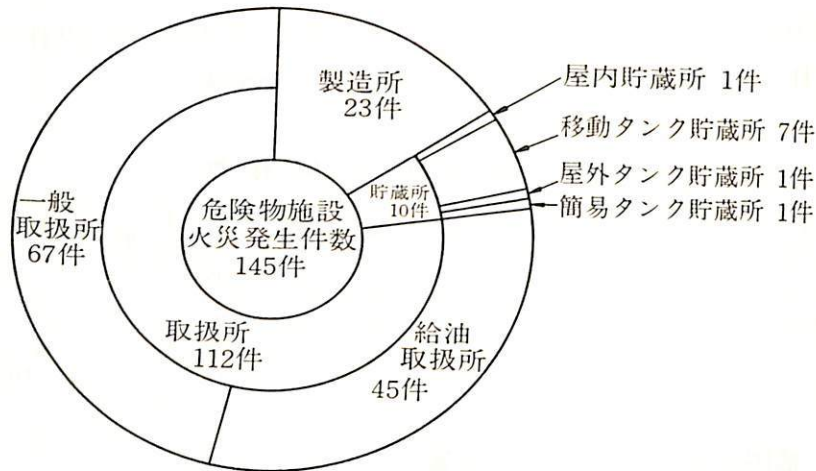 製造所
23件
屋内貯蔵所 1件
移動タンク貯蔵所 7件
屋外タンク貯蔵所 1件
簡易タンク貯蔵所 1件
貯蔵所
10件
危険物施設
火災発生件数
145件
一般
取扱所
67件
取扱所
112件
給油
取扱所
45件